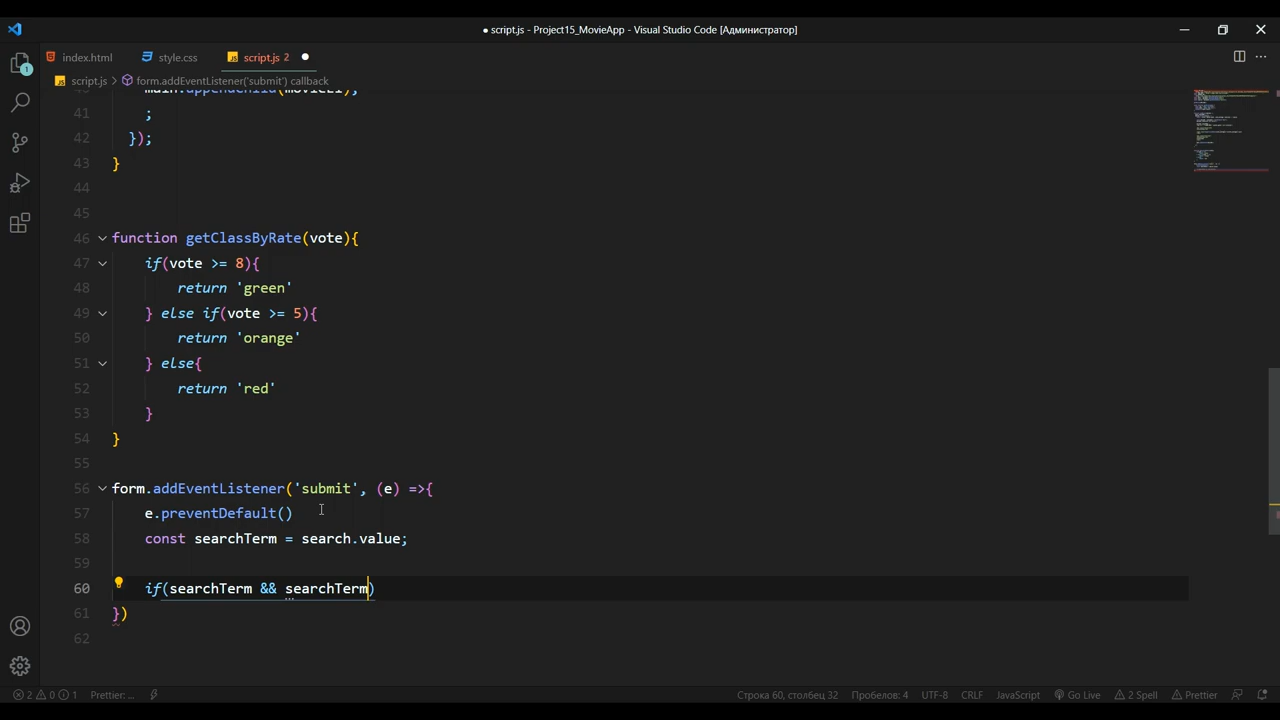 ● script.js - Project15_MovieApp - Visual Studio Code [Администратор]
index.html
style.css
JS script.js 2 ●
JS script.js > form.addEventListener('submit') callback
1
40 main.appendChild(movieEl);
41 ;
42 });
43 }
44
45
46 function getClassByRate(vote){
47 if(vote >= 8){
48 return 'green'
49 } else if(vote >= 5){
50 return 'orange'
51 } else{
52 return 'red'
53 }
54 }
55
56 form.addEventListener('submit', (e) =>{
57 e.preventDefault()
58 const searchTerm = search.value;
59
60 if(searchTerm && searchTerm)
61 })
62
2 0 1 Prettier: ... Строка 60, столбец 32 Пробелов: 4 UTF-8 CRLF JavaScript Go Live 2 Spell Prettier